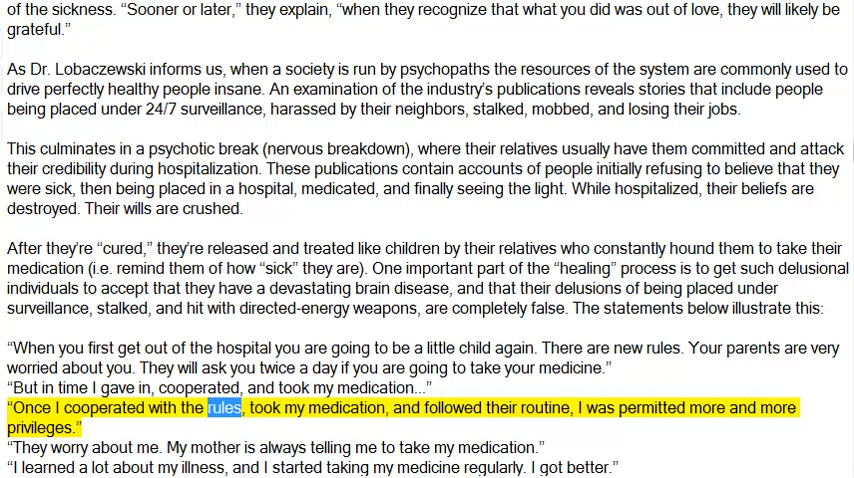 of the sickness. “Sooner or later,” they explain, “when they recognize that what you did was out of love, they will likely be
grateful.”
As Dr. Lobaczewski informs us, when a society is run by psychopaths the resources of the system are commonly used to
drive perfectly healthy people insane. An examination of the industry’s publications reveals stories that include people
being placed under 24/7 surveillance, harassed by their neighbors, stalked, mobbed, and losing their jobs.
This culminates in a psychotic break (nervous breakdown), where their relatives usually have them committed and attack
their credibility during hospitalization. These publications contain accounts of people initially refusing to believe that they
were sick, then being placed in a hospital, medicated, and finally seeing the light. While hospitalized, their beliefs are
destroyed. Their wills are crushed.
After they’re “cured,” they’re released and treated like children by their relatives who constantly hound them to take their
medication (i.e. remind them of how “sick” they are). One important part of the “healing” process is to get such delusional
individuals to accept that they have a devastating brain disease, and that their delusions of being placed under
surveillance, stalked, and hit with directed-energy weapons, are completely false. The statements below illustrate this:
“When you first get out of the hospital you are going to be a little child again. There are new rules. Your parents are very
worried about you. They will ask you twice a day if you are going to take your medicine.”
“But in time I gave in, cooperated, and took my medication...”
“Once I cooperated with the rules, took my medication, and followed their routine, I was permitted more and more
privileges.”
“They worry about me. My mother is always telling me to take my medication.”
“I learned a lot about my illness, and I started taking my medicine regularly. I got better.”